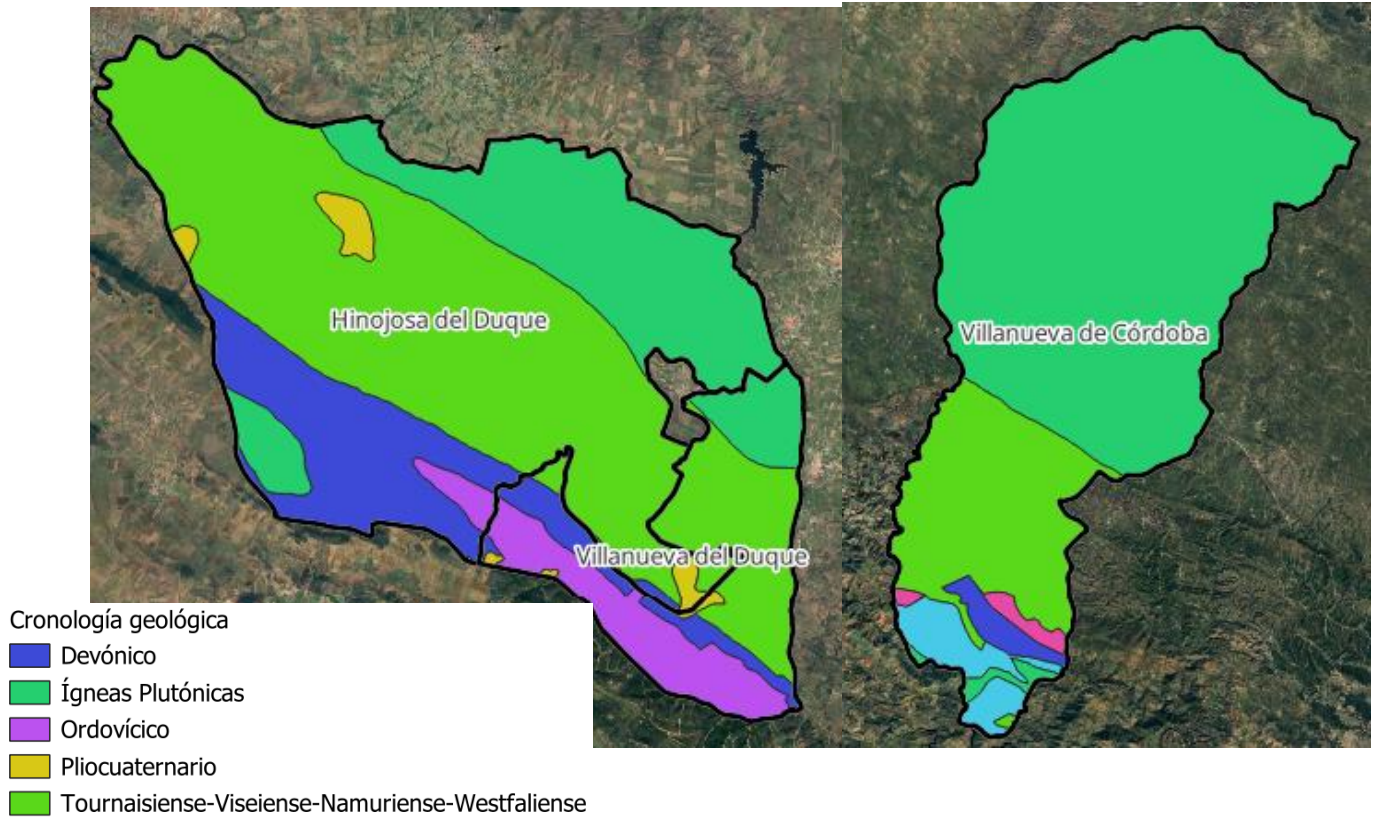 Hinojosa del Duque
Villanueva de Córdoba
Villanueva del Duque
Cronología geológica
Devónico
Ígneas Plutónicas
Ordovícico
Pliocuaternario
Tournaisiense-Viseiense-Namuriense-Westfaliense